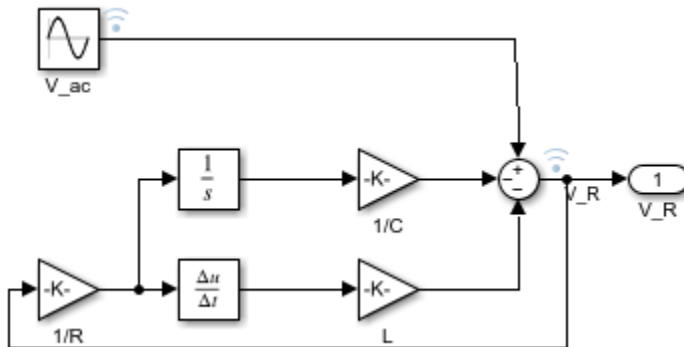 V_ac
1
s
-K-
1/C
+
−
−
V_R
1
V_R
-K-
1/R
Δu
Δt
-K-
L